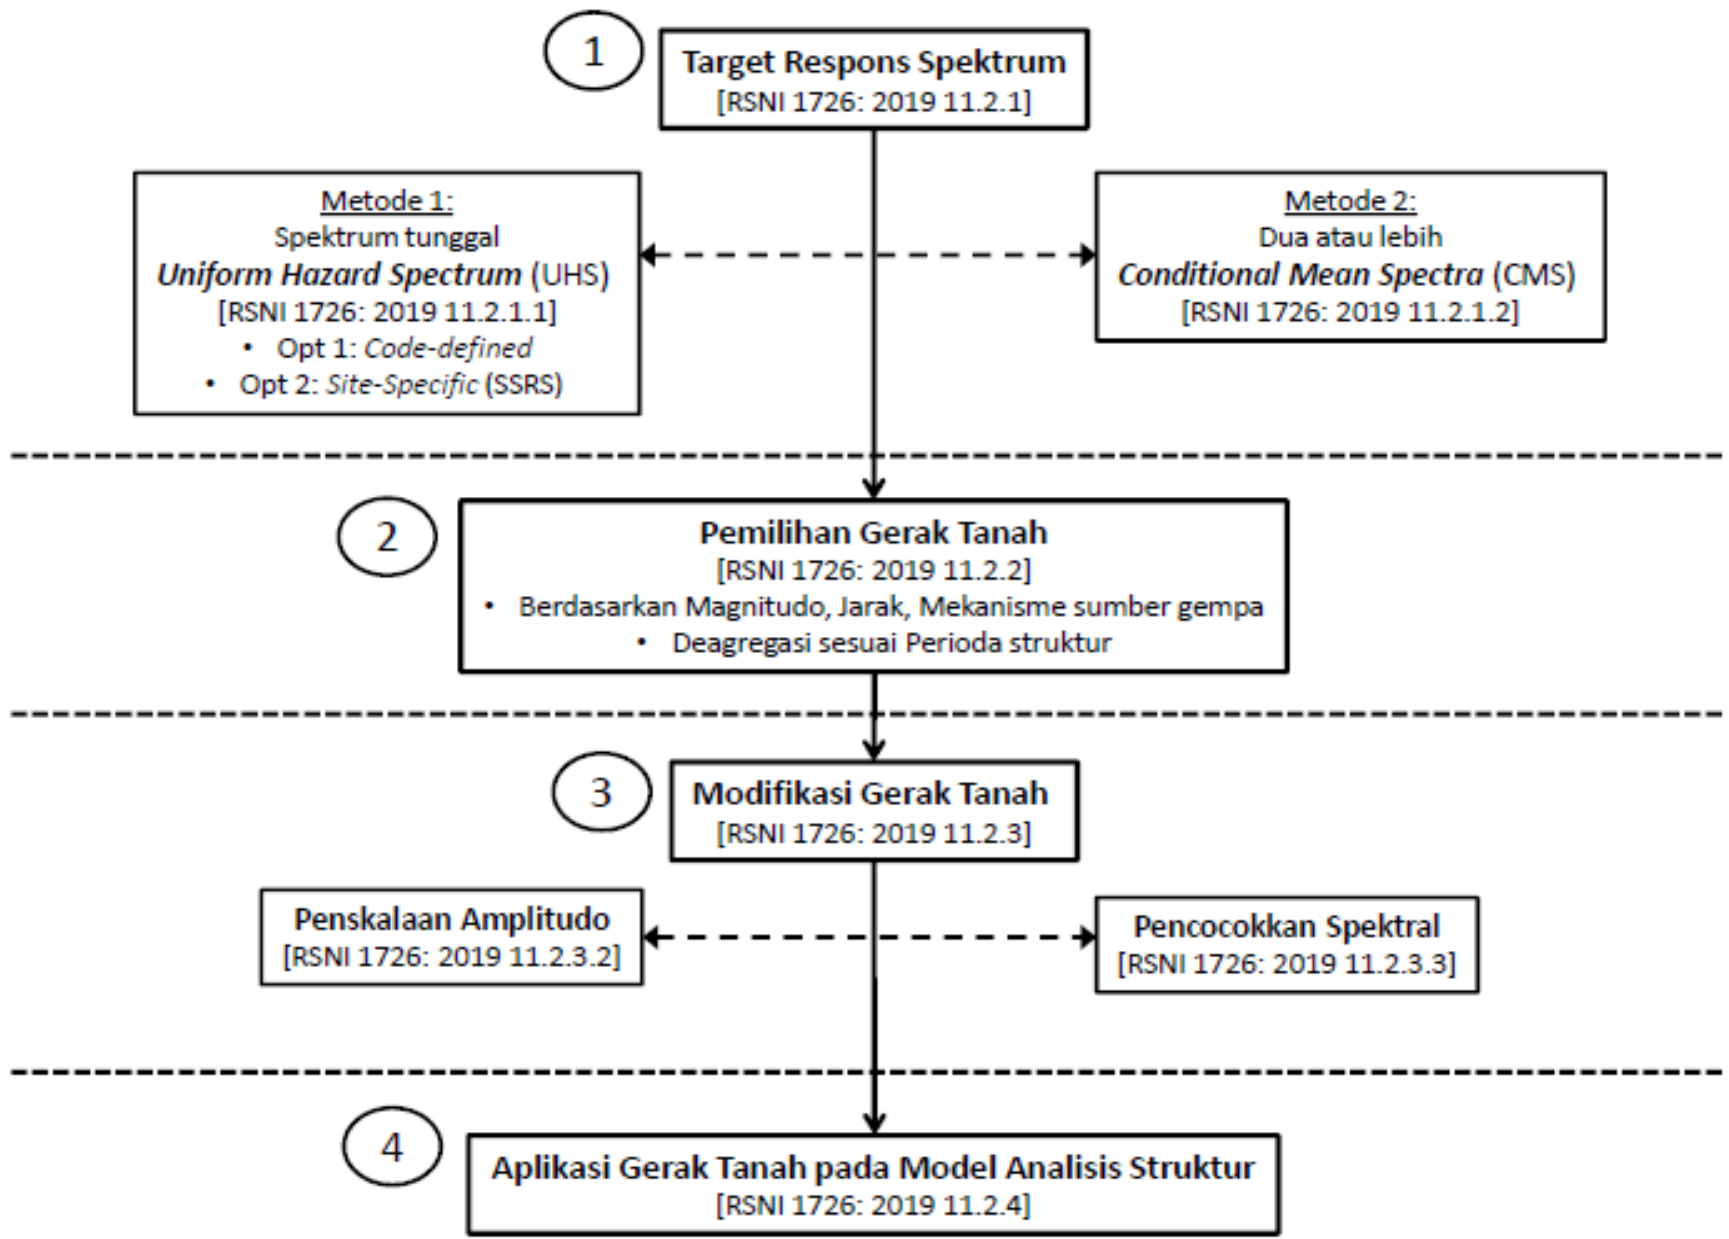 1
Target Respons Spektrum
[RSNI 1726: 2019 11.2.1]
Metode 1:
Spektrum tunggal
Uniform Hazard Spectrum (UHS)
[RSNI 1726: 2019 11.2.1.1]
• Opt 1: Code-defined
• Opt 2: Site-Specific (SSRS)
Metode 2:
Dua atau lebih
Conditional Mean Spectra (CMS)
[RSNI 1726: 2019 11.2.1.2]
2
Pemilihan Gerak Tanah
[RSNI 1726: 2019 11.2.2]
• Berdasarkan Magnitudo, Jarak, Mekanisme sumber gempa
• Deagregasi sesuai Perioda struktur
3
Modifikasi Gerak Tanah
[RSNI 1726: 2019 11.2.3]
Penskalaan Amplitudo
[RSNI 1726: 2019 11.2.3.2]
Pencocokkan Spektral
[RSNI 1726: 2019 11.2.3.3]
4
Aplikasi Gerak Tanah pada Model Analisis Struktur
[RSNI 1726: 2019 11.2.4]